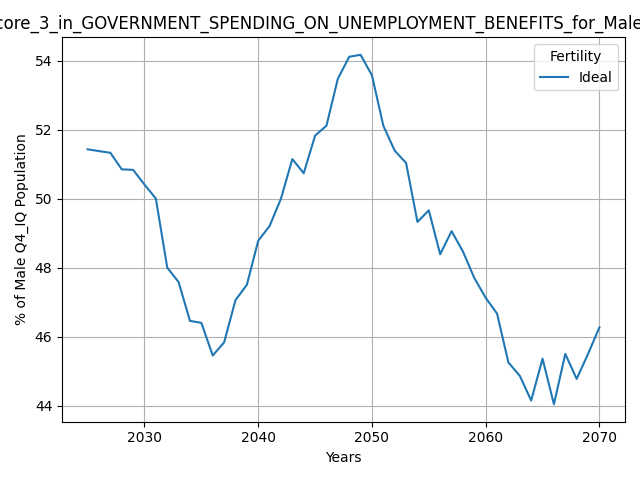 core_3_in_GOVERNMENT_SPENDING_ON_UNEMPLOYMENT_BENEFITS_for_Male
Fertility
Ideal
% of Male Q4_IQ Population
54
52
50
48
46
44
2030 2040 2050 2060 2070
Years